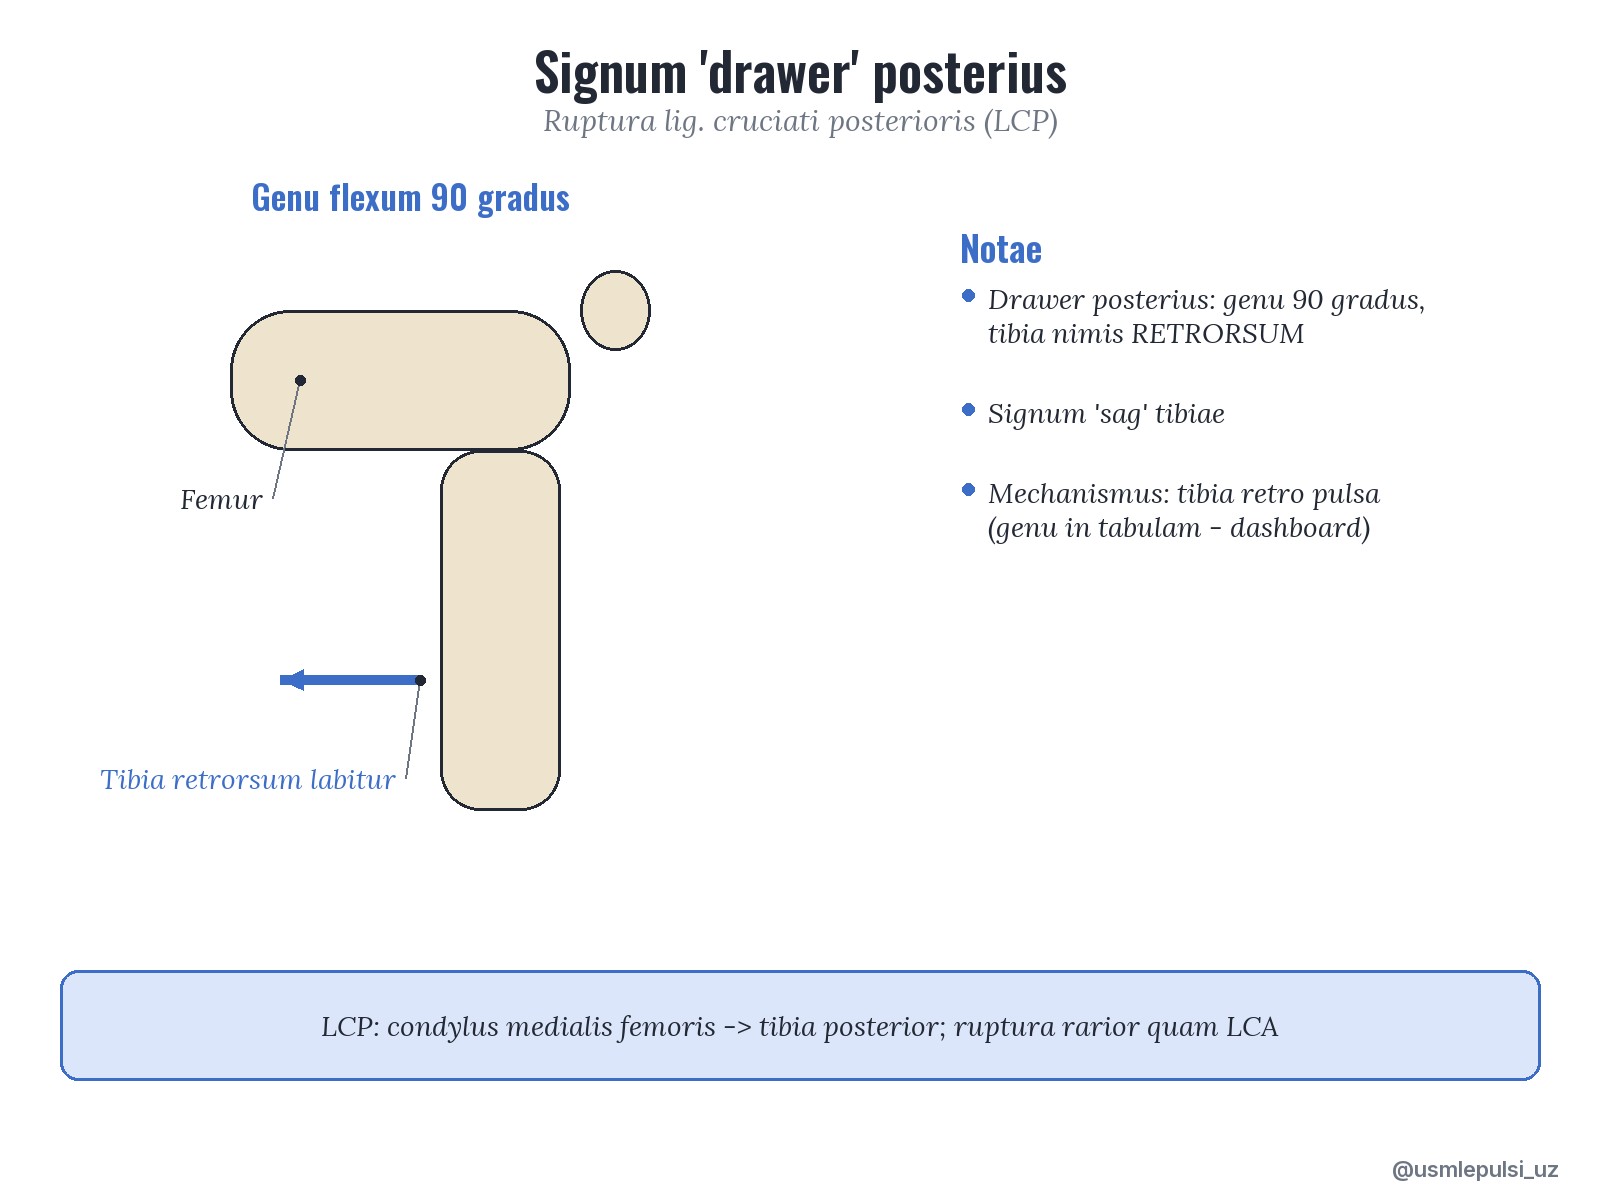 Signum 'drawer' posterius
Ruptura lig. cruciati posterioris (LCP)
Genu flexum 90 gradus
Femur
Tibia retrorsum labitur
Notae
Drawer posterius: genu 90 gradus,
tibia nimis RETRORSUM
Signum 'sag' tibiae
Mechanismus: tibia retro pulsa
(genu in tabulam - dashboard)
LCP: condylus medialis femoris -> tibia posterior; ruptura rarior quam LCA
@usmlepulsi_uz